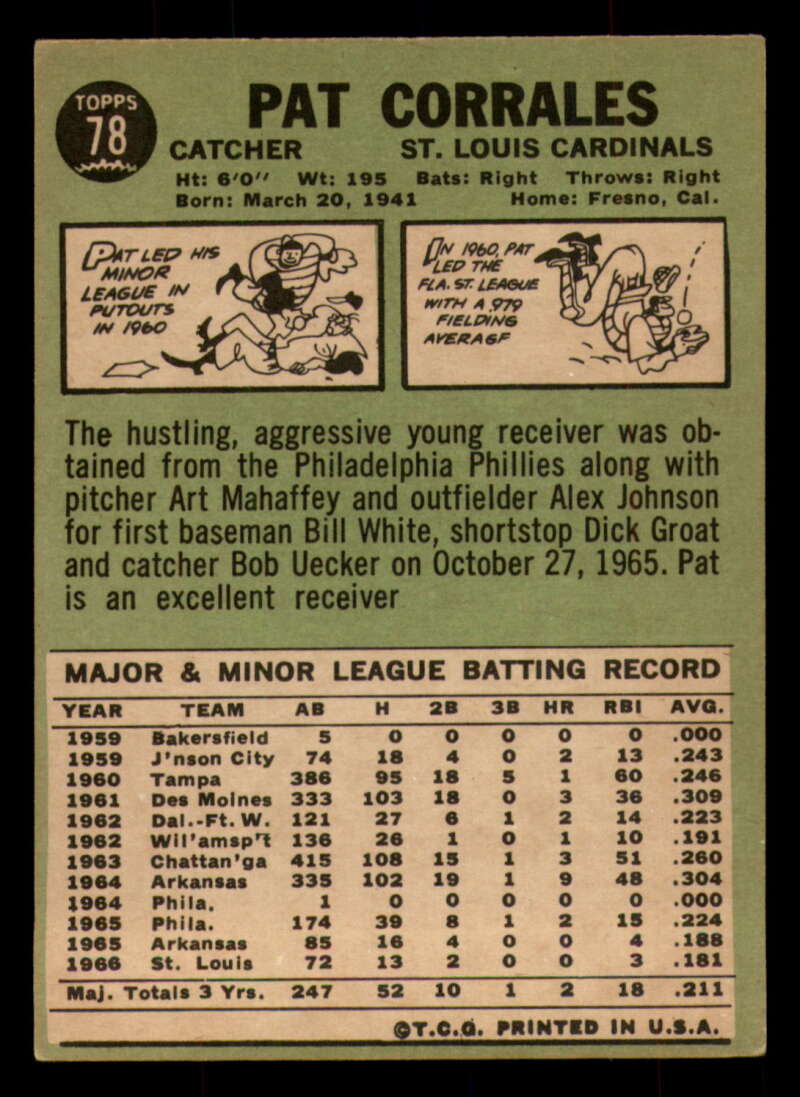 TOPPS
78
PAT CORRALES
CATCHER ST. LOUIS CARDINALS
Ht: 6'0" Wt: 195 Bats: Right Throws: Right
Born: March 20, 1941 Home: Fresno, Cal.
PAT LED HIS
MINOR
LEAGUE IN
PUTOUTS
IN 1960
IN 1960, PAT
LED THE
FLA. ST. LEAGUE
WITH A .979
FIELDING
AVERAGE
The hustling, aggressive young receiver was ob-
tained from the Philadelphia Phillies along with
pitcher Art Mahaffey and outfielder Alex Johnson
for first baseman Bill White, shortstop Dick Groat
and catcher Bob Uecker on October 27, 1965. Pat
is an excellent receiver
MAJOR & MINOR LEAGUE BATTING RECORD
YEAR TEAM AB H 2B 3B HR RBI AVG.
1959 Bakersfield 5 0 0 0 0 0 .000
1959 J'nson City 74 18 4 0 2 13 .243
1960 Tampa 386 95 18 5 1 60 .246
1961 Des Moines 333 103 18 0 3 36 .309
1962 Dal.-Ft. W. 121 27 6 1 2 14 .223
1962 Wil'amsp't 136 26 1 0 1 10 .191
1963 Chattan'ga 415 108 15 1 3 51 .260
1964 Arkansas 335 102 19 1 9 48 .304
1964 Phila. 1 0 0 0 0 0 .000
1965 Phila. 174 39 8 1 2 15 .224
1965 Arkansas 85 16 4 0 0 4 .188
1966 St. Louis 72 13 2 0 0 3 .181
Maj. Totals 3 Yrs. 247 52 10 1 2 18 .211
©T.C.G. PRINTED IN U.S.A.